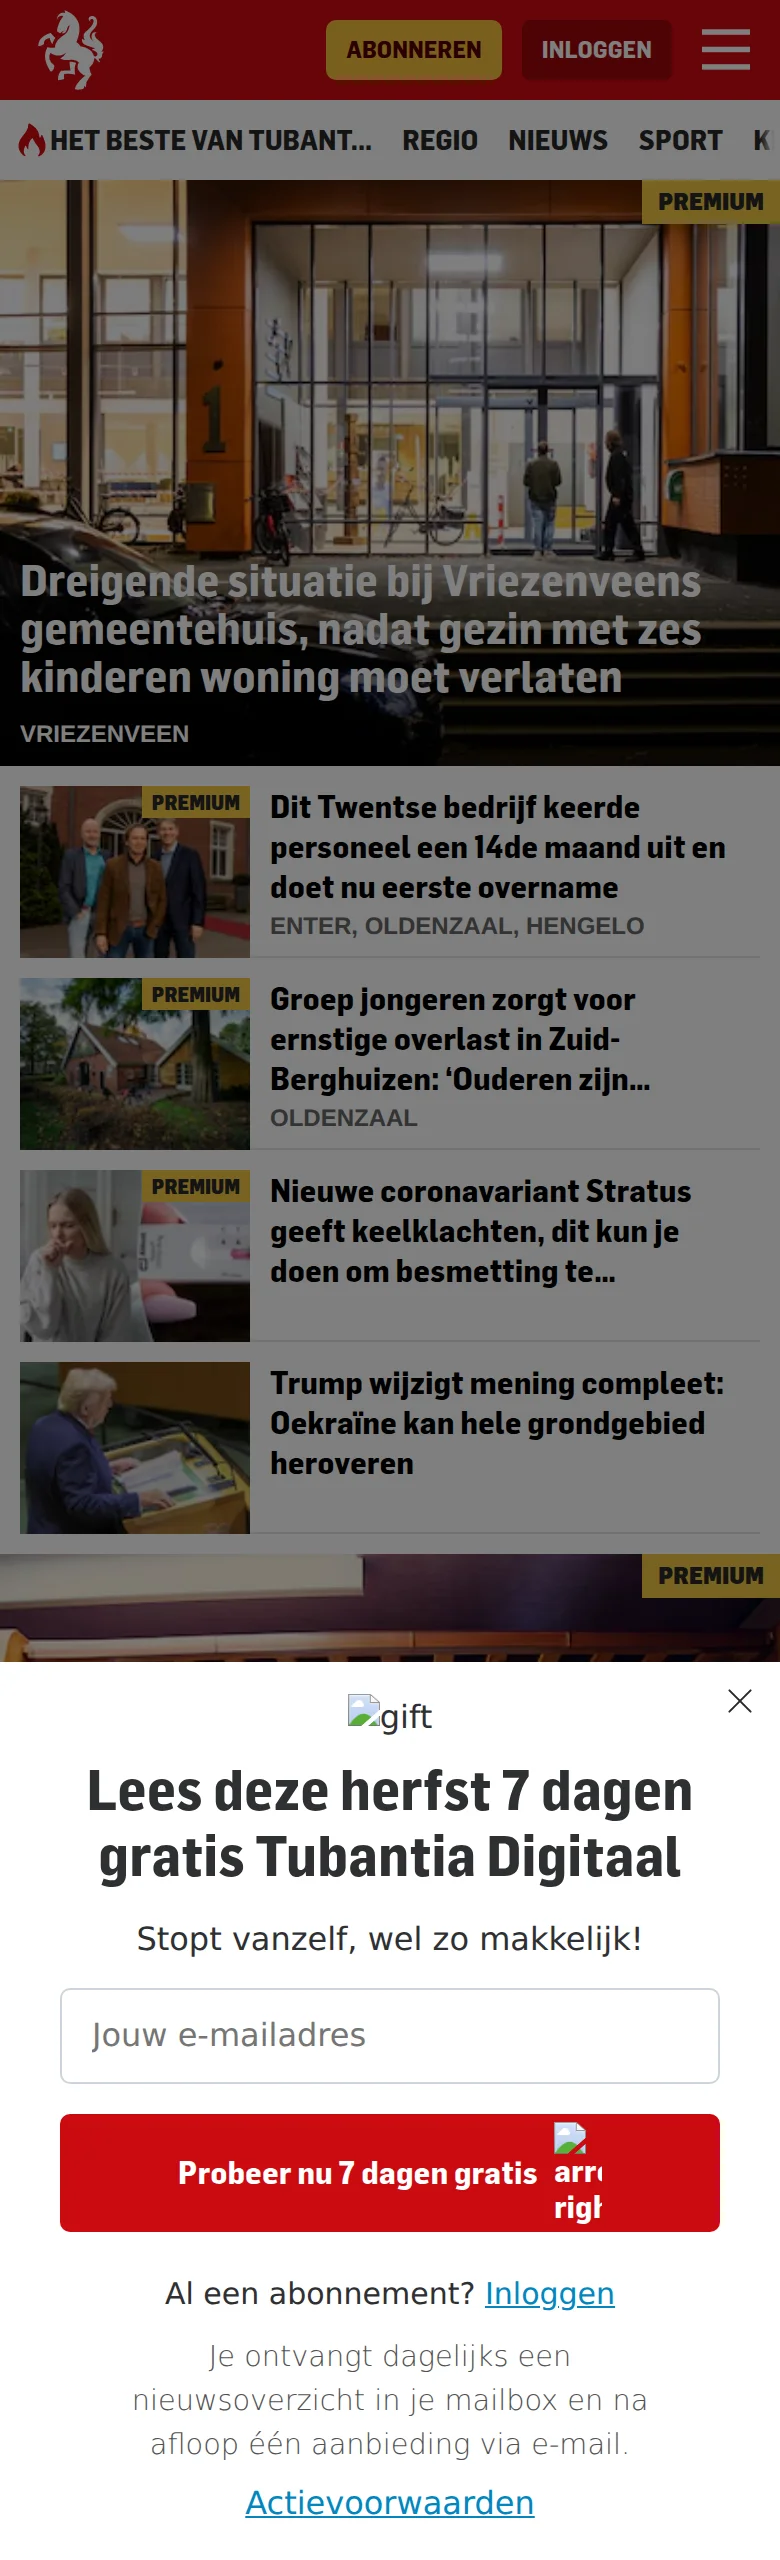 ABONNEREN
INLOGGEN
HET BESTE VAN TUBANT...
REGIO
NIEUWS
SPORT
PREMIUM
1
Dreigende situatie bij Vriezenveens
gemeentehuis, nadat gezin met zes
kinderen woning moet verlaten
VRIEZENVEEN
PREMIUM
Dit Twentse bedrijf keerde
personeel een 14de maand uit en
doet nu eerste overname
ENTER, OLDENZAAL, HENGELO
PREMIUM
Groep jongeren zorgt voor
ernstige overlast in Zuid-
Berghuizen: ‘Ouderen zijn...
OLDENZAAL
PREMIUM
Nieuwe coronavariant Stratus
geeft keelklachten, dit kun je
doen om besmetting te...
Trump wijzigt mening compleet:
Oekraïne kan hele grondgebied
heroveren
PREMIUM
gift
Lees deze herfst 7 dagen
gratis Tubantia Digitaal
Stopt vanzelf, wel zo makkelijk!
Jouw e-mailadres
Probeer nu 7 dagen gratis
Al een abonnement? Inloggen
Je ontvangt dagelijks een
nieuwsoverzicht in je mailbox en na
afloop één aanbieding via e-mail.
Actievoorwaarden